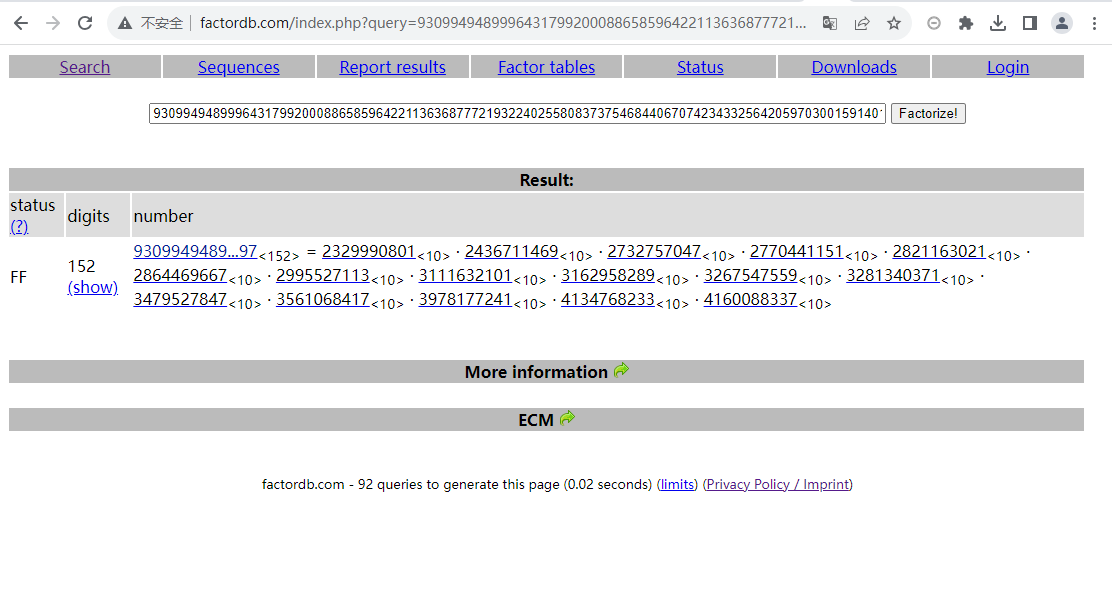 不安全 factordb.com/index.php?query=9309949489996431799200088658596422113636877721...
Search Sequences Report results Factor tables Status Downloads Login
930994948999643179920008865859642211363687772193224025580837375468440670742343325642059703001591401 Factorize!
Result:
status (?) digits number
FF 152 (show) 9309949489...97<152> = 2329990801<10> · 2436711469<10> · 2732757047<10> · 2770441151<10> · 2821163021<10> ·
2864469667<10> · 2995527113<10> · 3111632101<10> · 3162958289<10> · 3267547559<10> · 3281340371<10> ·
3479527847<10> · 3561068417<10> · 3978177241<10> · 4134768233<10> · 4160088337<10>
More information
ECM
factordb.com - 92 queries to generate this page (0.02 seconds) (limits) (Privacy Policy / Imprint)